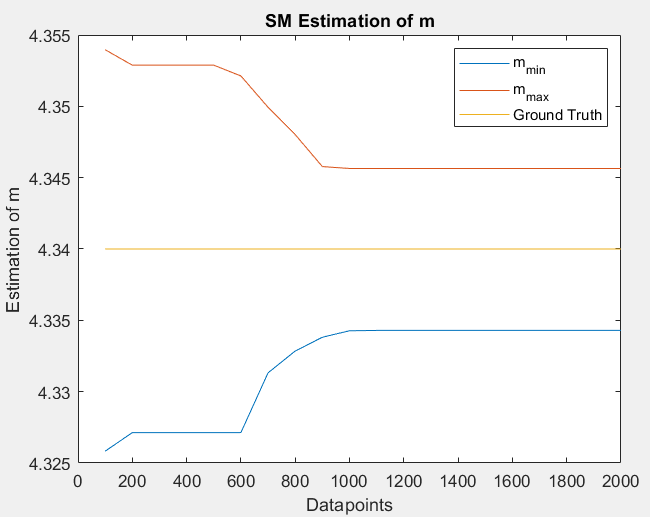 SM Estimation of m
4.355
4.35
4.345
4.34
4.335
4.33
4.325
Estimation of m
m_min
m_max
Ground Truth
0 200 400 600 800 1000 1200 1400 1600 1800 2000
Datapoints